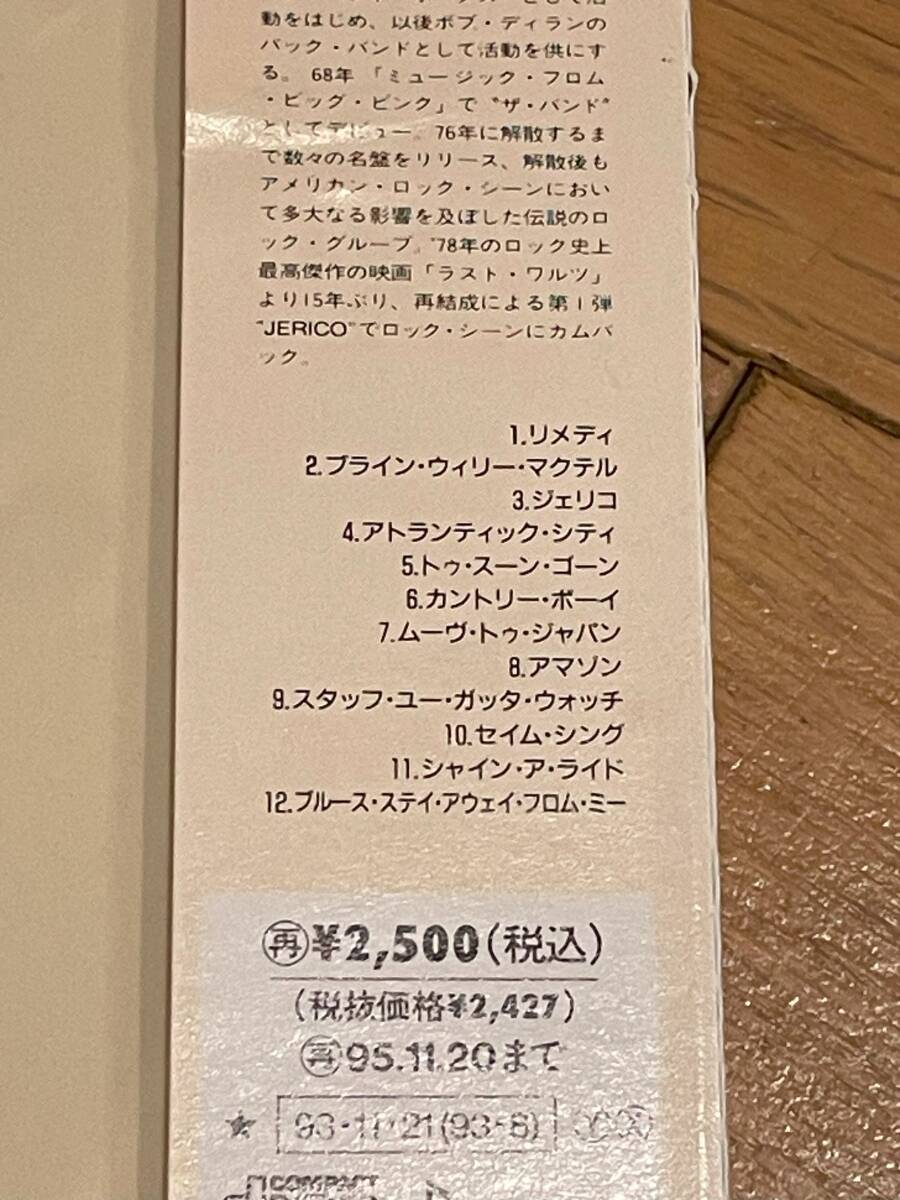 動をはじめ、以後ボブ・ディランの
バック・バンドとして活動を供にす
る。68年「ミュージック・フロム
・ビッグ・ピンク」で"ザ・バンド"
としてデビュー。76年に解散するま
で数々の名盤をリリース、解散後も
アメリカン・ロック・シーンにおい
て多大なる影響を及ぼした伝説のロ
ック・グループ。'78年のロック史上
最高傑作の映画「ラスト・ワルツ」
より15年ぶり、再結成による第1弾
"JERICO"でロック・シーンにカムバ
ック。
1.リメディ
2.ブライン・ウィリー・マクテル
3.ジェリコ
4.アトランティック・シティ
5.トゥ・スーン・ゴーン
6.カントリー・ボーイ
7.ムーヴ・トゥ・ジャパン
8.アマゾン
9.スタッフ・ユー・ガッタ・ウォッチ
10.セイム・シング
11.シャイン・ア・ライド
12.ブルース・ステイ・アウェイ・フロム・ミー
㊢¥2,500(税込)
(税抜価格¥2,427)
再95.11.20まで
★ 93・11・21(93-8)
COMPACT